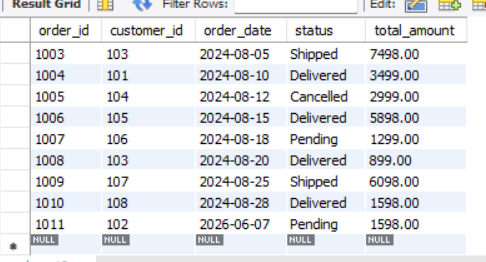 Result Grid Filter Rows: Edit:
order_id customer_id order_date status total_amount
1003 103 2024-08-05 Shipped 7498.00
1004 101 2024-08-10 Delivered 3499.00
1005 104 2024-08-12 Cancelled 2999.00
1006 105 2024-08-15 Delivered 5898.00
1007 106 2024-08-18 Pending 1299.00
1008 103 2024-08-20 Delivered 899.00
1009 107 2024-08-25 Shipped 6098.00
1010 108 2024-08-28 Delivered 1598.00
1011 102 2026-06-07 Pending 1598.00
NULL NULL NULL NULL NULL